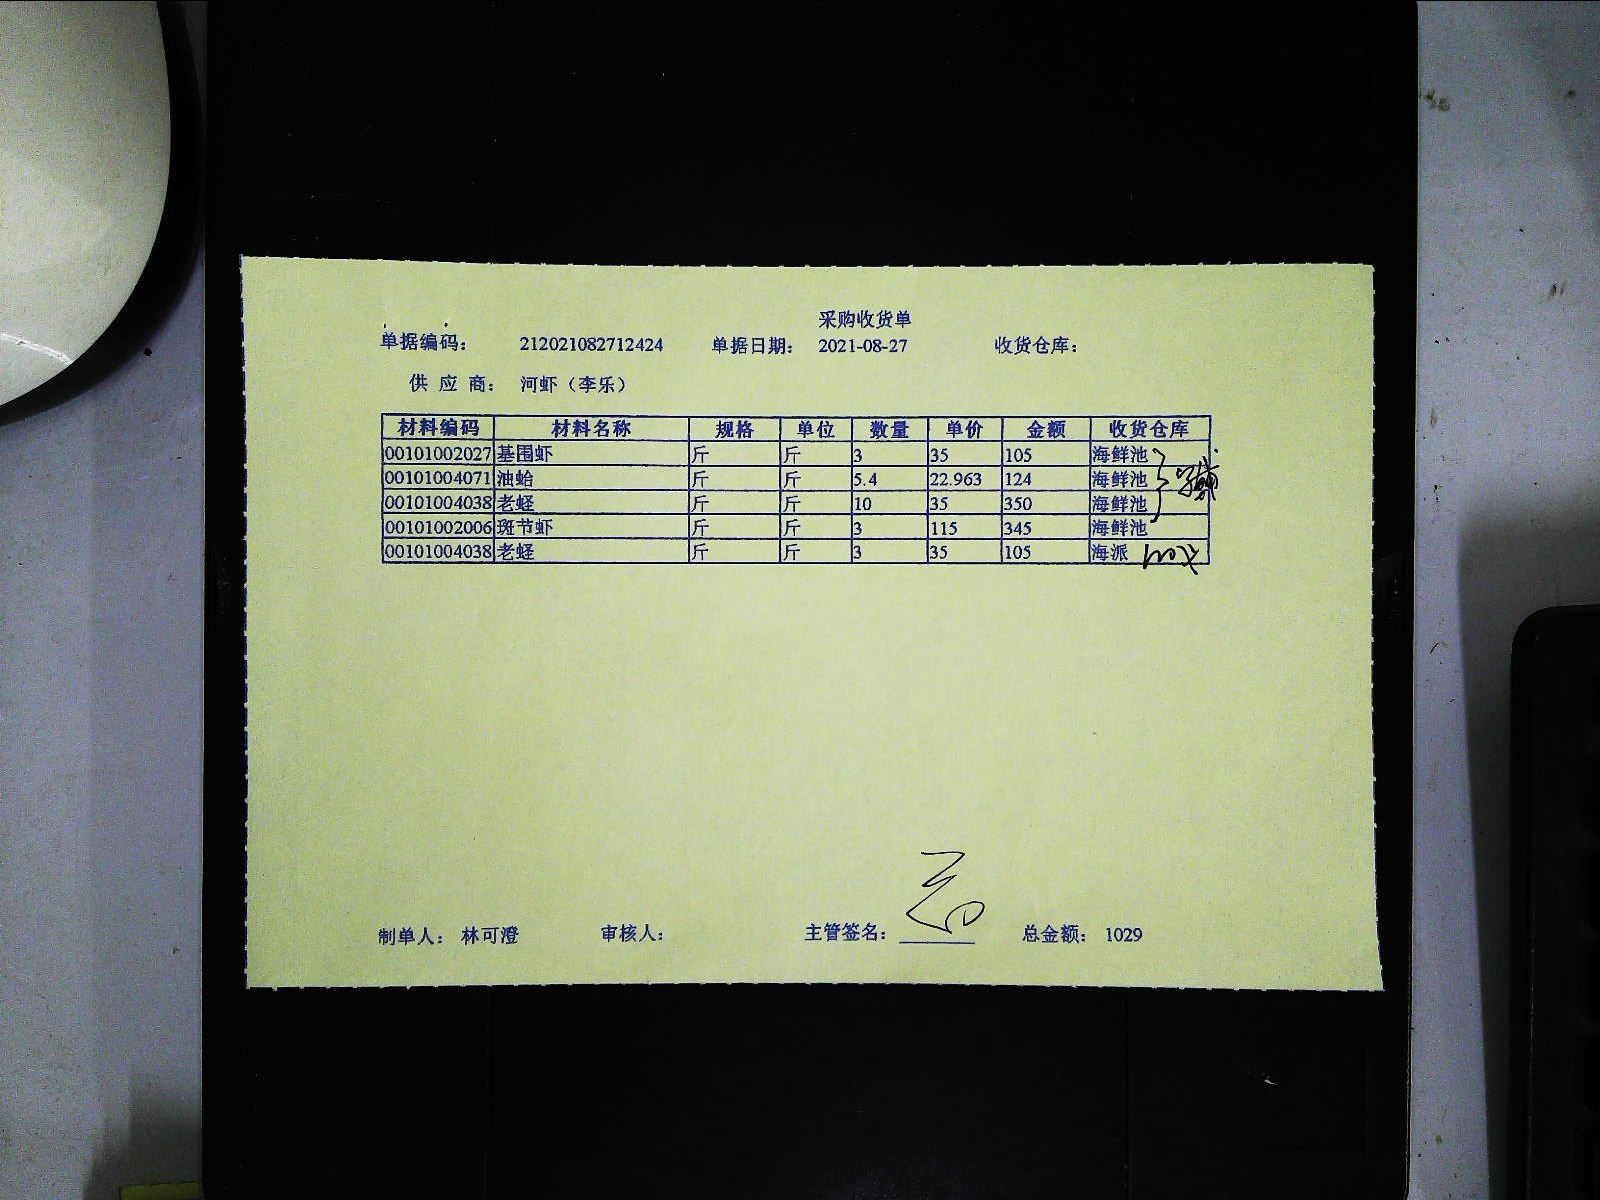 采购收货单
单据编码： 212021082712424 单据日期： 2021-08-27 收货仓库：
供 应 商： 河虾（李乐）
材料编码 材料名称 规格 单位 数量 单价 金额 收货仓库
00101002027 基围虾 斤 斤 3 35 105 海鲜池
00101004071 油蛤 斤 斤 5.4 22.963 124 海鲜池
00101004038 老蛏 斤 斤 10 35 350 海鲜池
00101002006 斑节虾 斤 斤 3 115 345 海鲜池
00101004038 老蛏 斤 斤 3 35 105 海派
制单人： 林可澄 审核人： 主管签名： 总金额： 1029